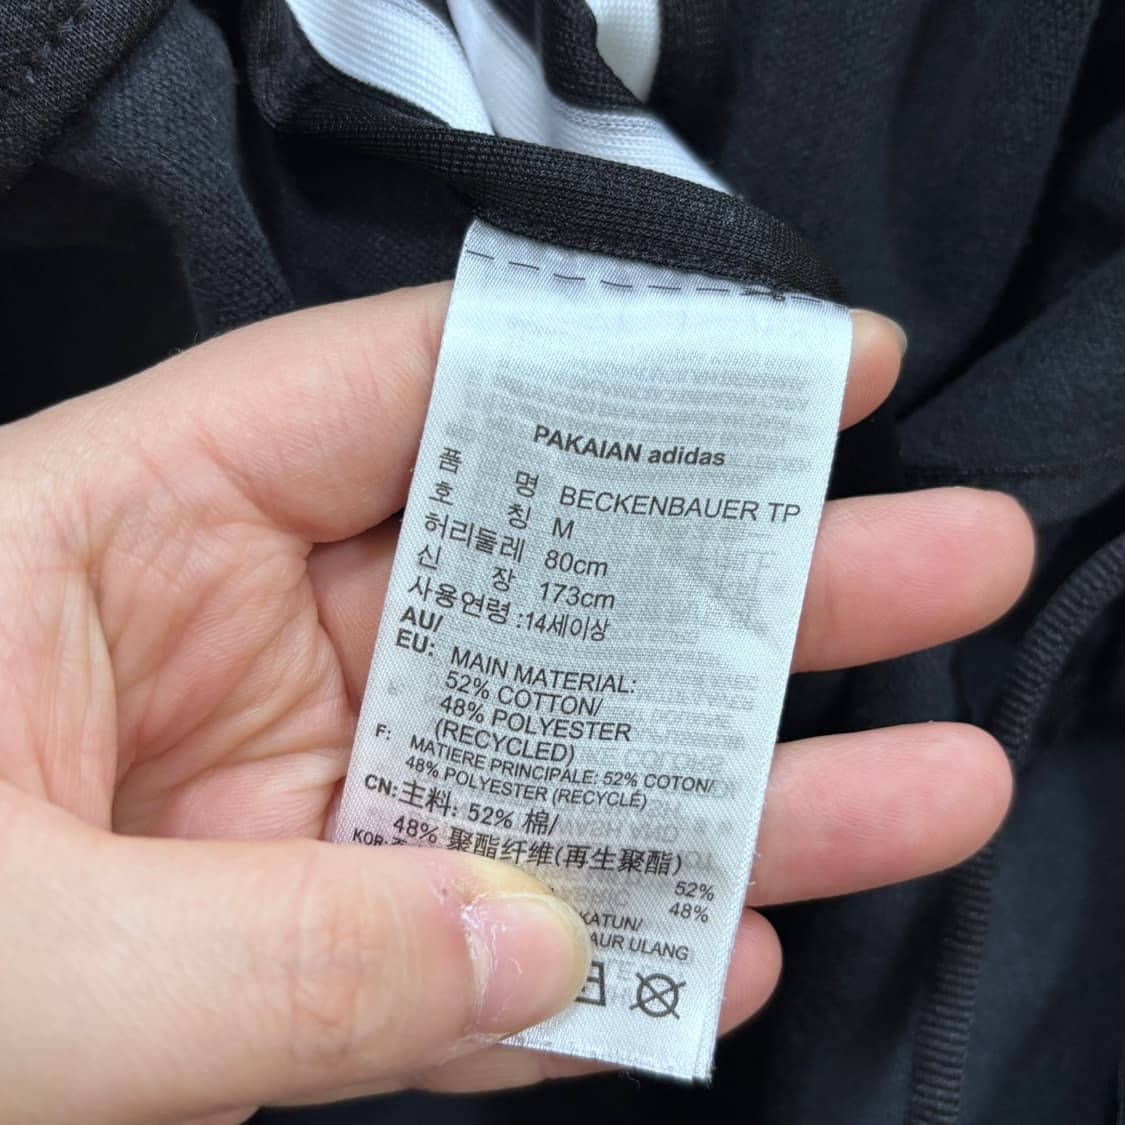 PAKAIAN adidas
품 명 BECKENBAUER TP
호 칭 M
허리둘레 80cm
신 장 173cm
사용연령 :14세이상
AU/
EU: MAIN MATERIAL:
52% COTTON/
48% POLYESTER
(RECYCLED)
F: MATIERE PRINCIPALE: 52% COTON/
48% POLYESTER (RECYCLÉ)
CN: 主料: 52% 棉/
48% 聚酯纤维(再生聚酯)
KOR:
52%
48%
KATUN/
AUR ULANG